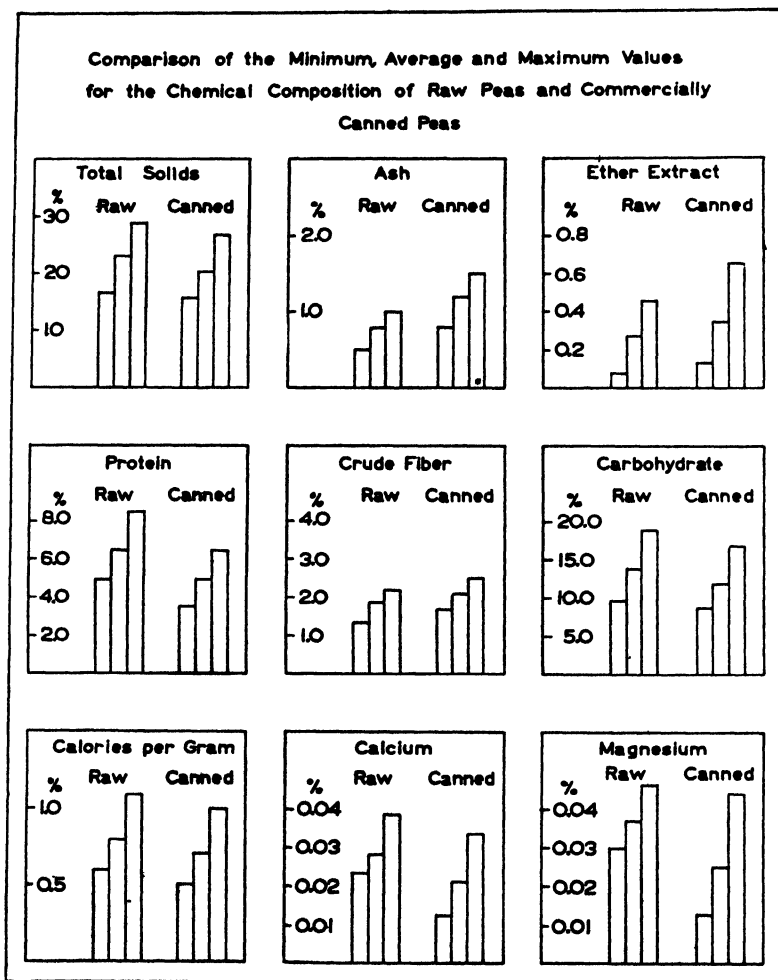 Comparison of the Minimum, Average and Maximum Values
for the Chemical Composition of Raw Peas and Commercially
Canned Peas
Total Solids
%
Raw Canned
30
20
10
Ash
%
Raw Canned
2.0
1.0
Ether Extract
%
Raw Canned
0.8
0.6
0.4
0.2
Protein
%
Raw Canned
8.0
6.0
4.0
2.0
Crude Fiber
%
Raw Canned
4.0
3.0
2.0
1.0
Carbohydrate
%
Raw Canned
20.0
15.0
10.0
5.0
Calories per Gram
%
Raw Canned
1.0
0.5
Calcium
%
Raw Canned
0.04
0.03
0.02
0.01
Magnesium
%
Raw Canned
0.04
0.03
0.02
0.01